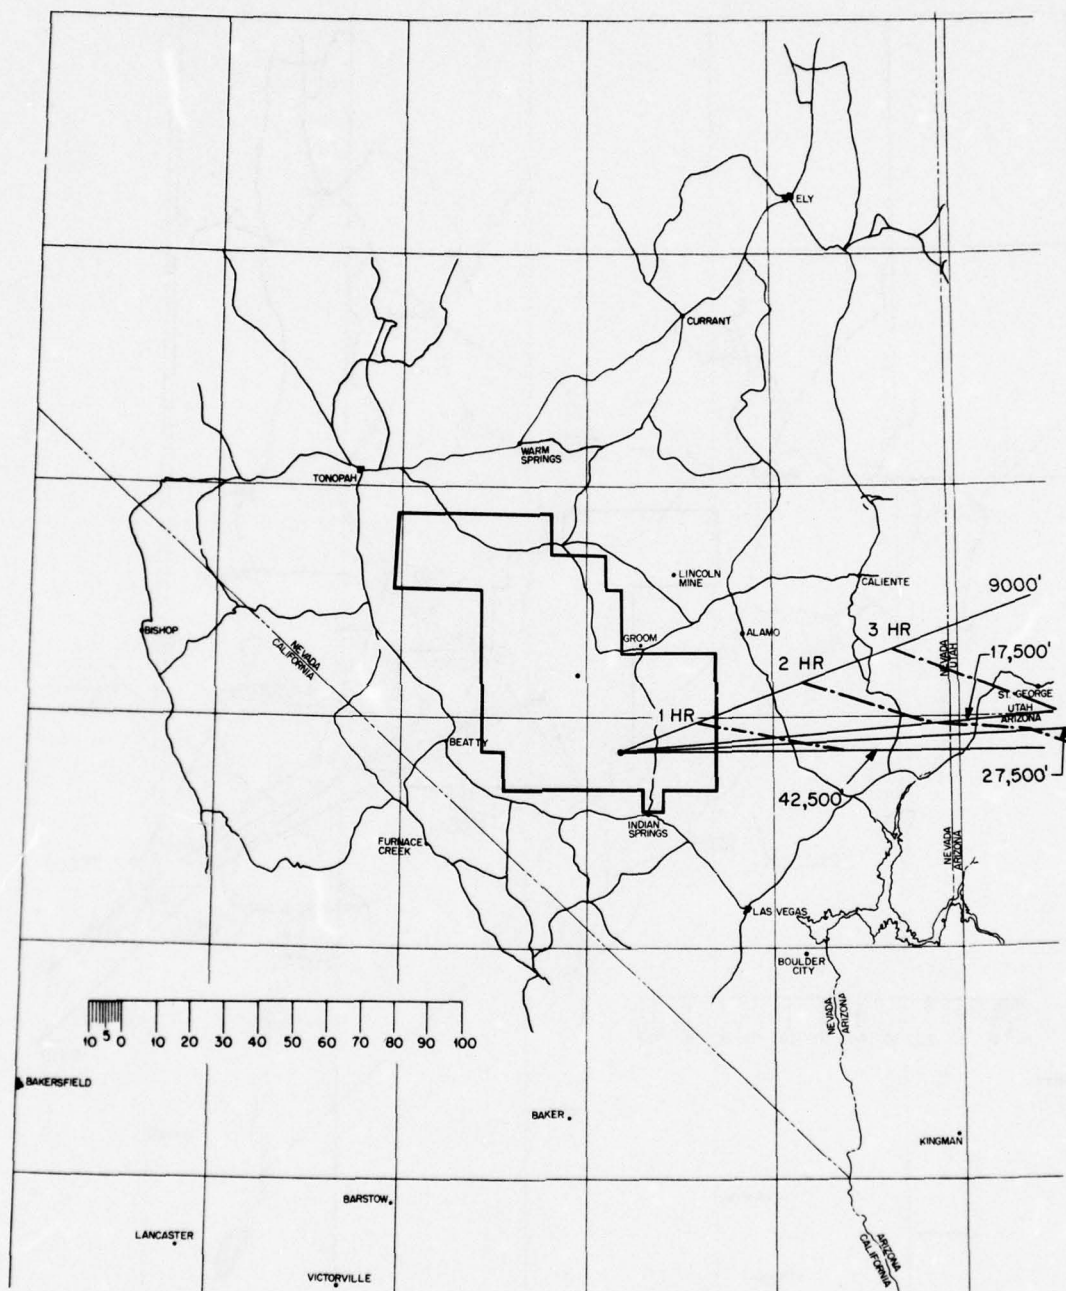 ELY
CURRANT
WARM
SPRINGS
TONOPAH
LINCOLN
MINE
CALIENTE
9000'
BISHOP
NEVADA
CALIFORNIA
GROOM
ALAMO
3 HR
NEVADA
UTAH
17,500'
2 HR
ST. GEORGE
1 HR
UTAH
ARIZONA
BEATTY
27,500'
42,500'
INDIAN
SPRINGS
FURNACE
CREEK
NEVADA
ARIZONA
LAS VEGAS
BOULDER
CITY
NEVADA
ARIZONA
10 5 0 10 20 30 40 50 60 70 80 90 100
BAKERSFIELD
BAKER
KINGMAN
BARSTOW
LANCASTER
ARIZONA
CALIFORNIA
VICTORVILLE